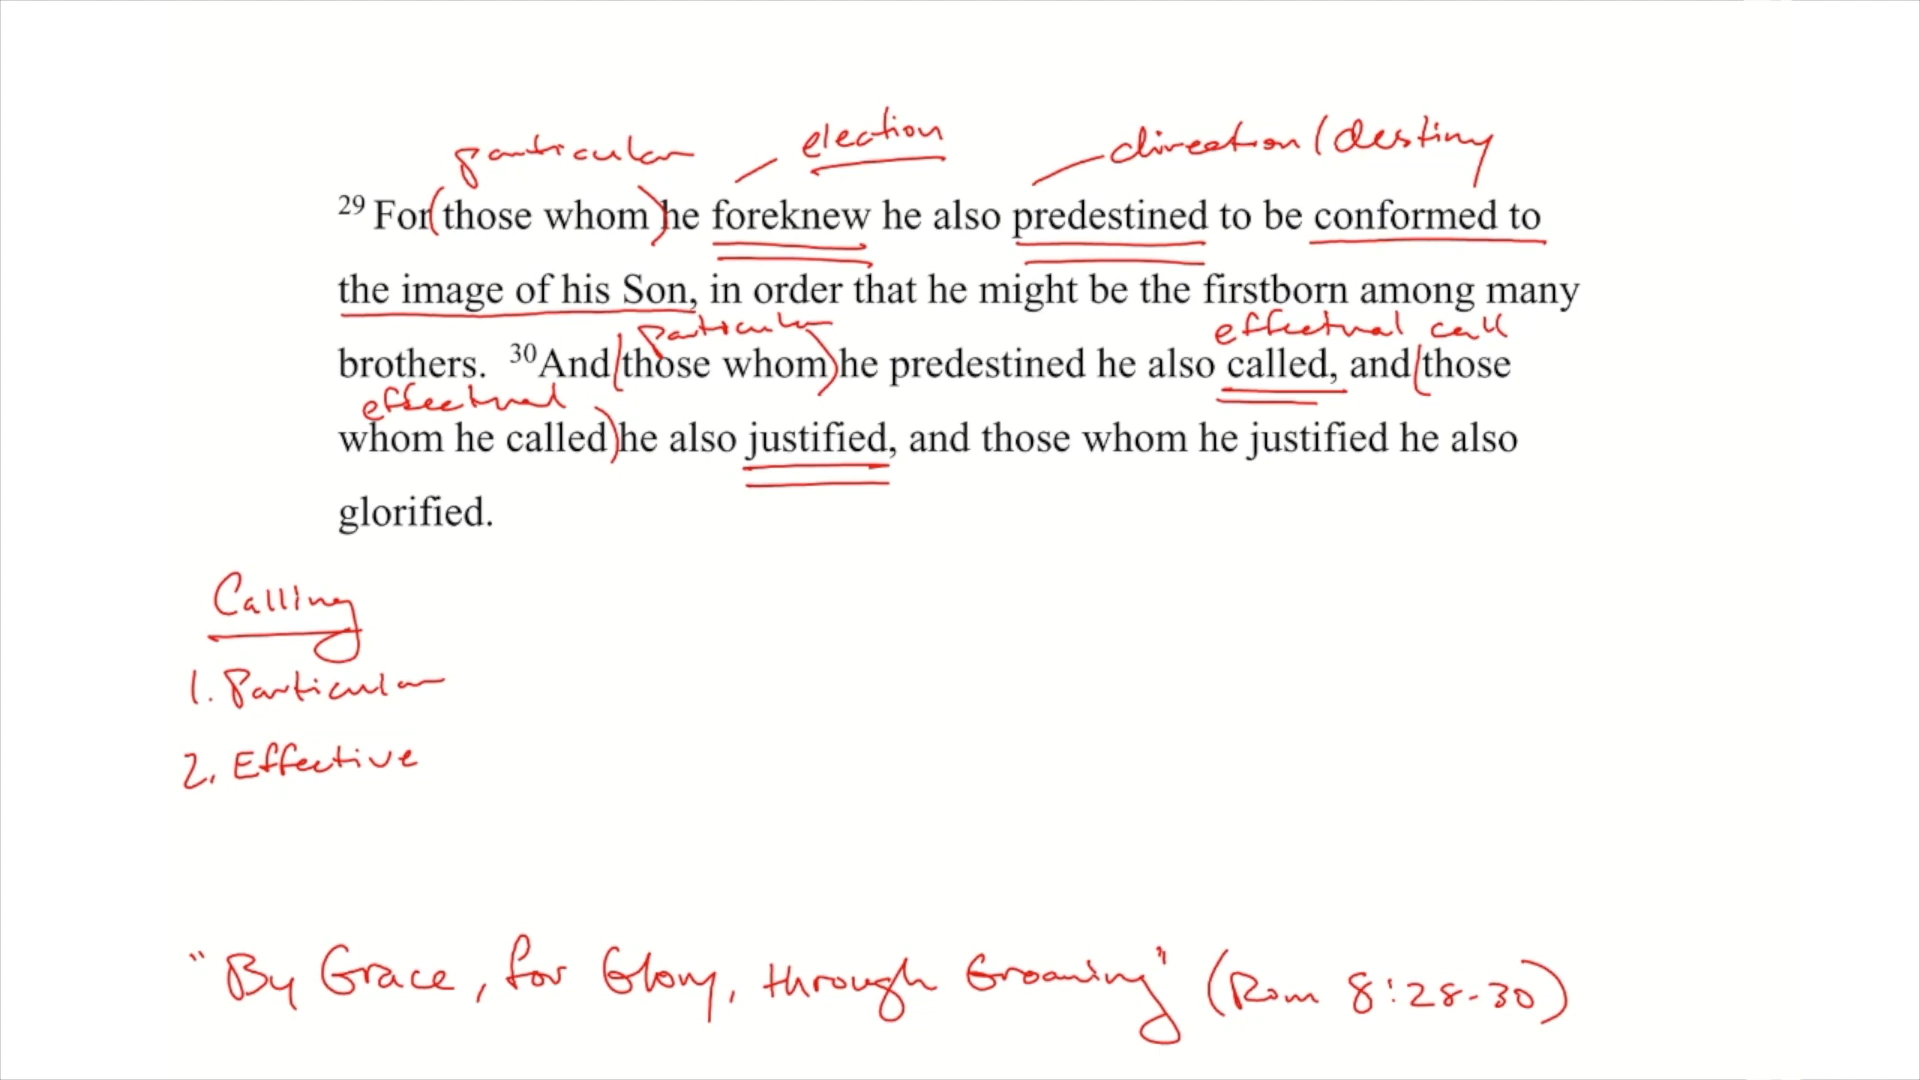 particular election direction/destiny
29 For (those whom) he foreknew he also predestined to be conformed to
the image of his Son, in order that he might be the firstborn among many
particular effectual call
brothers. 30 And (those whom) he predestined he also called, and (those
effectual
whom he called) he also justified, and those whom he justified he also
glorified.
Calling
1. Particular
2. Effective
"By Grace, for Glory, through Groaning" (Rom 8:28-30)